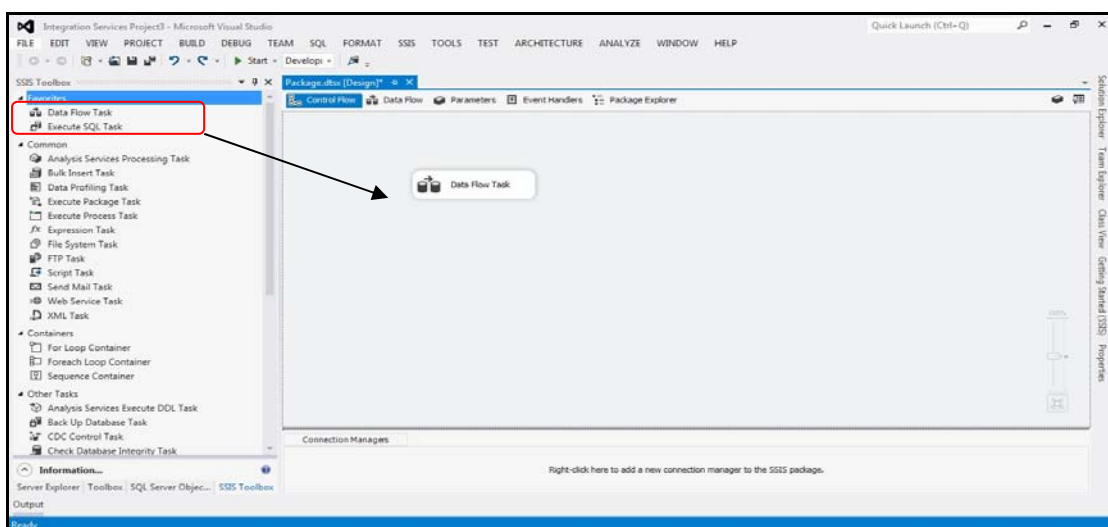 Integration Services Project3 - Microsoft Visual Studio
Quick Launch (Ctrl+Q)
FILE EDIT VIEW PROJECT BUILD DEBUG TEAM SQL FORMAT SSIS TOOLS TEST ARCHITECTURE ANALYZE WINDOW HELP
Start Developi
SSIS Toolbox
Package.dtsx [Design]*
Favorites
Control Flow Data Flow Parameters Event Handlers Package Explorer
Data Flow Task
Execute SQL Task
Common
Analysis Services Processing Task
Bulk Insert Task
Data Profiling Task
Execute Package Task
Execute Process Task
Expression Task
File System Task
FTP Task
Script Task
Send Mail Task
Web Service Task
XML Task
Containers
For Loop Container
Foreach Loop Container
Sequence Container
Other Tasks
Analysis Services Execute DDL Task
Back Up Database Task
CDC Control Task
Check Database Integrity Task
Data Flow Task
100%
Connection Managers
Right-click here to add a new connection manager to the SSIS package.
Information...
Server Explorer Toolbox SQL Server Objec... SSIS Toolbox
Output
Ready
Solution Explorer
Team Explorer
Class View
Getting Started (SSIS)
Properties